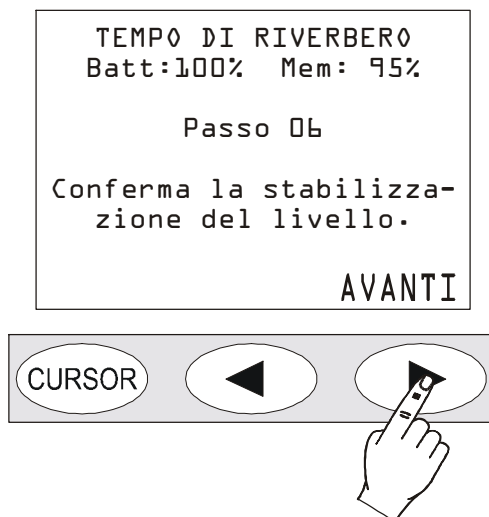 TEMPO DI RIVERBERO
Batt:100% Mem: 95%
Passo 06
Conferma la stabilizza-
zione del livello.
AVANTI
CURSOR